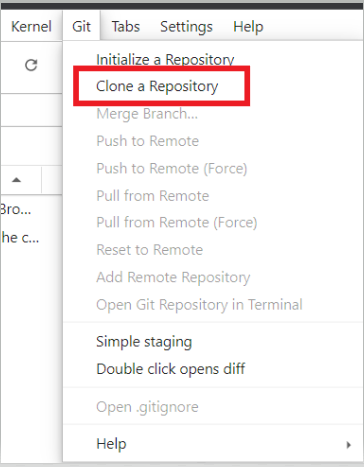 Kernel Git Tabs Settings Help
Initialize a Repository
Clone a Repository
Merge Branch...
Push to Remote
Push to Remote (Force)
Pull from Remote
Bro...
Pull from Remote (Force)
he c...
Reset to Remote
Add Remote Repository
Open Git Repository in Terminal
Simple staging
Double click opens diff
Open .gitignore
Help